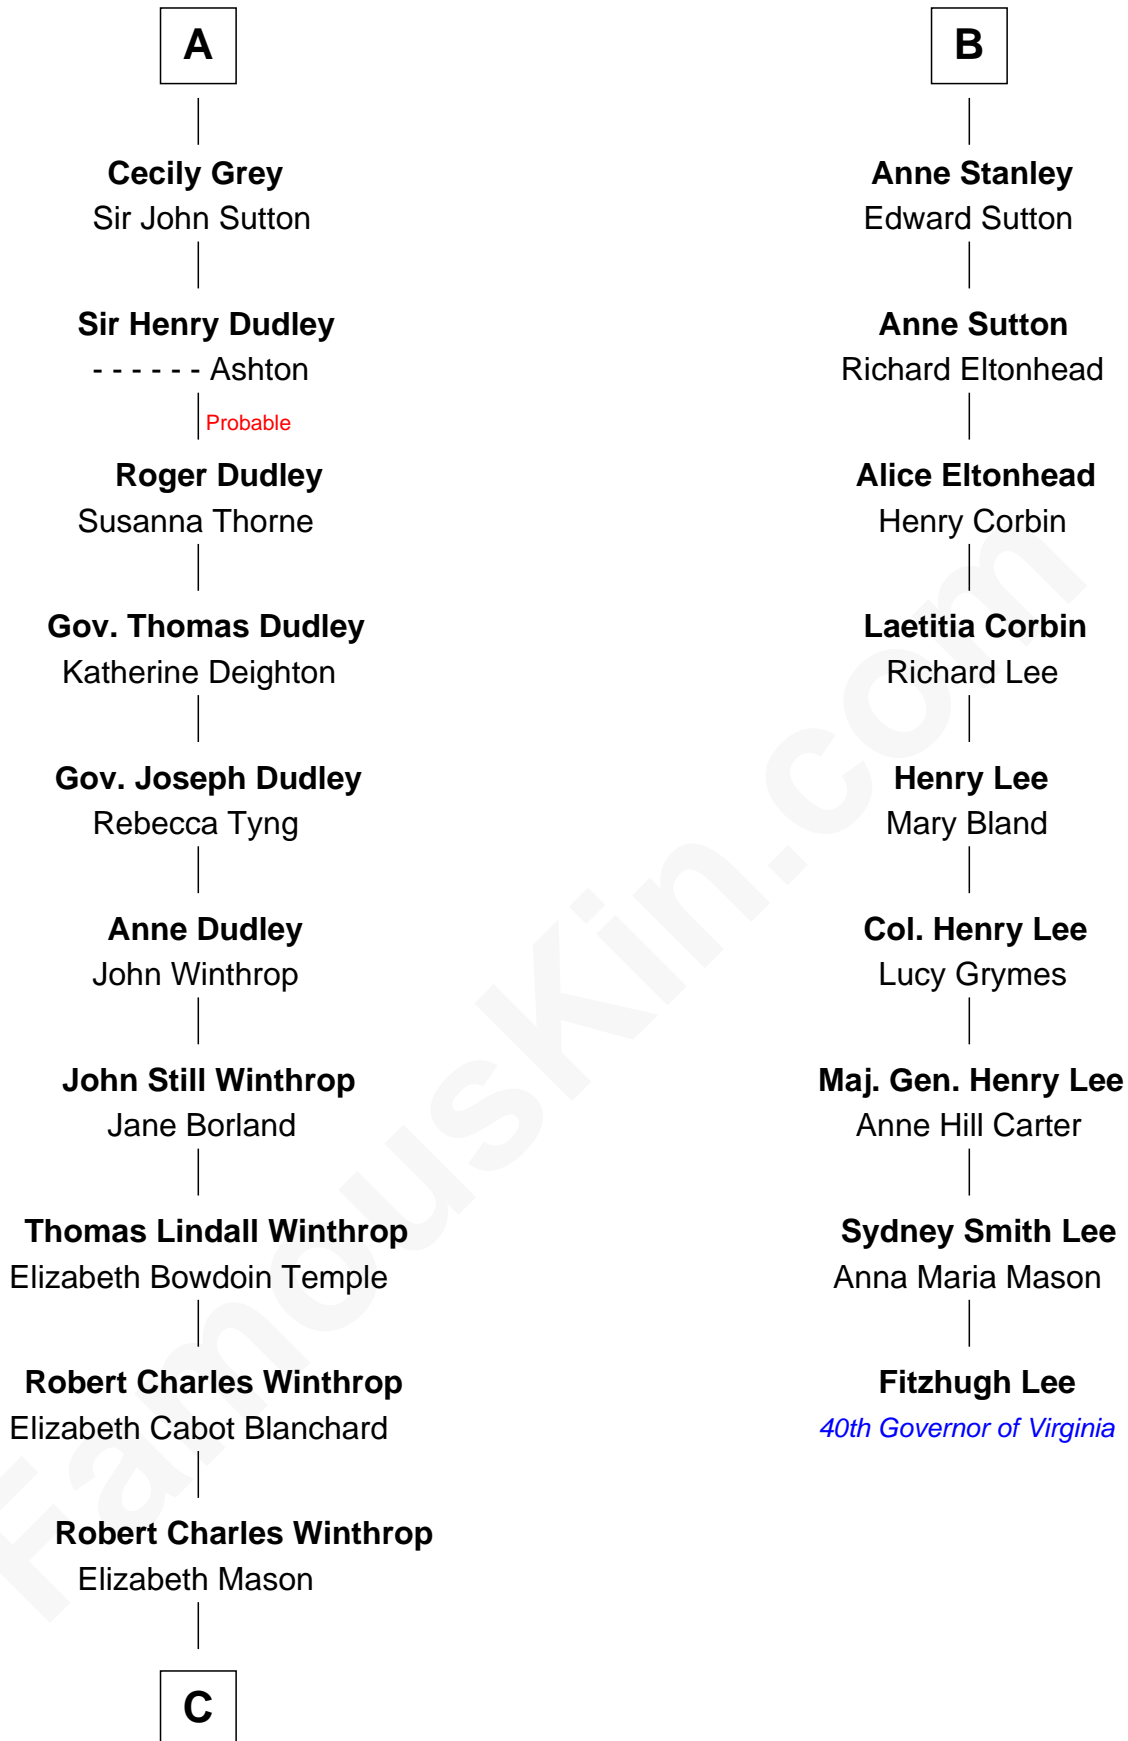 A
Cecily Grey
Sir John Sutton
Sir Henry Dudley
- - - - - - Ashton
Probable
Roger Dudley
Susanna Thorne
Gov. Thomas Dudley
Katherine Deighton
Gov. Joseph Dudley
Rebecca Tyng
Anne Dudley
John Winthrop
John Still Winthrop
Jane Borland
Thomas Lindall Winthrop
Elizabeth Bowdoin Temple
Robert Charles Winthrop
Elizabeth Cabot Blanchard
Robert Charles Winthrop
Elizabeth Mason
C
B
Anne Stanley
Edward Sutton
Anne Sutton
Richard Eltonhead
Alice Eltonhead
Henry Corbin
Laetitia Corbin
Richard Lee
Henry Lee
Mary Bland
Col. Henry Lee
Lucy Grymes
Maj. Gen. Henry Lee
Anne Hill Carter
Sydney Smith Lee
Anna Maria Mason
Fitzhugh Lee
40th Governor of Virginia
FamousKin.com